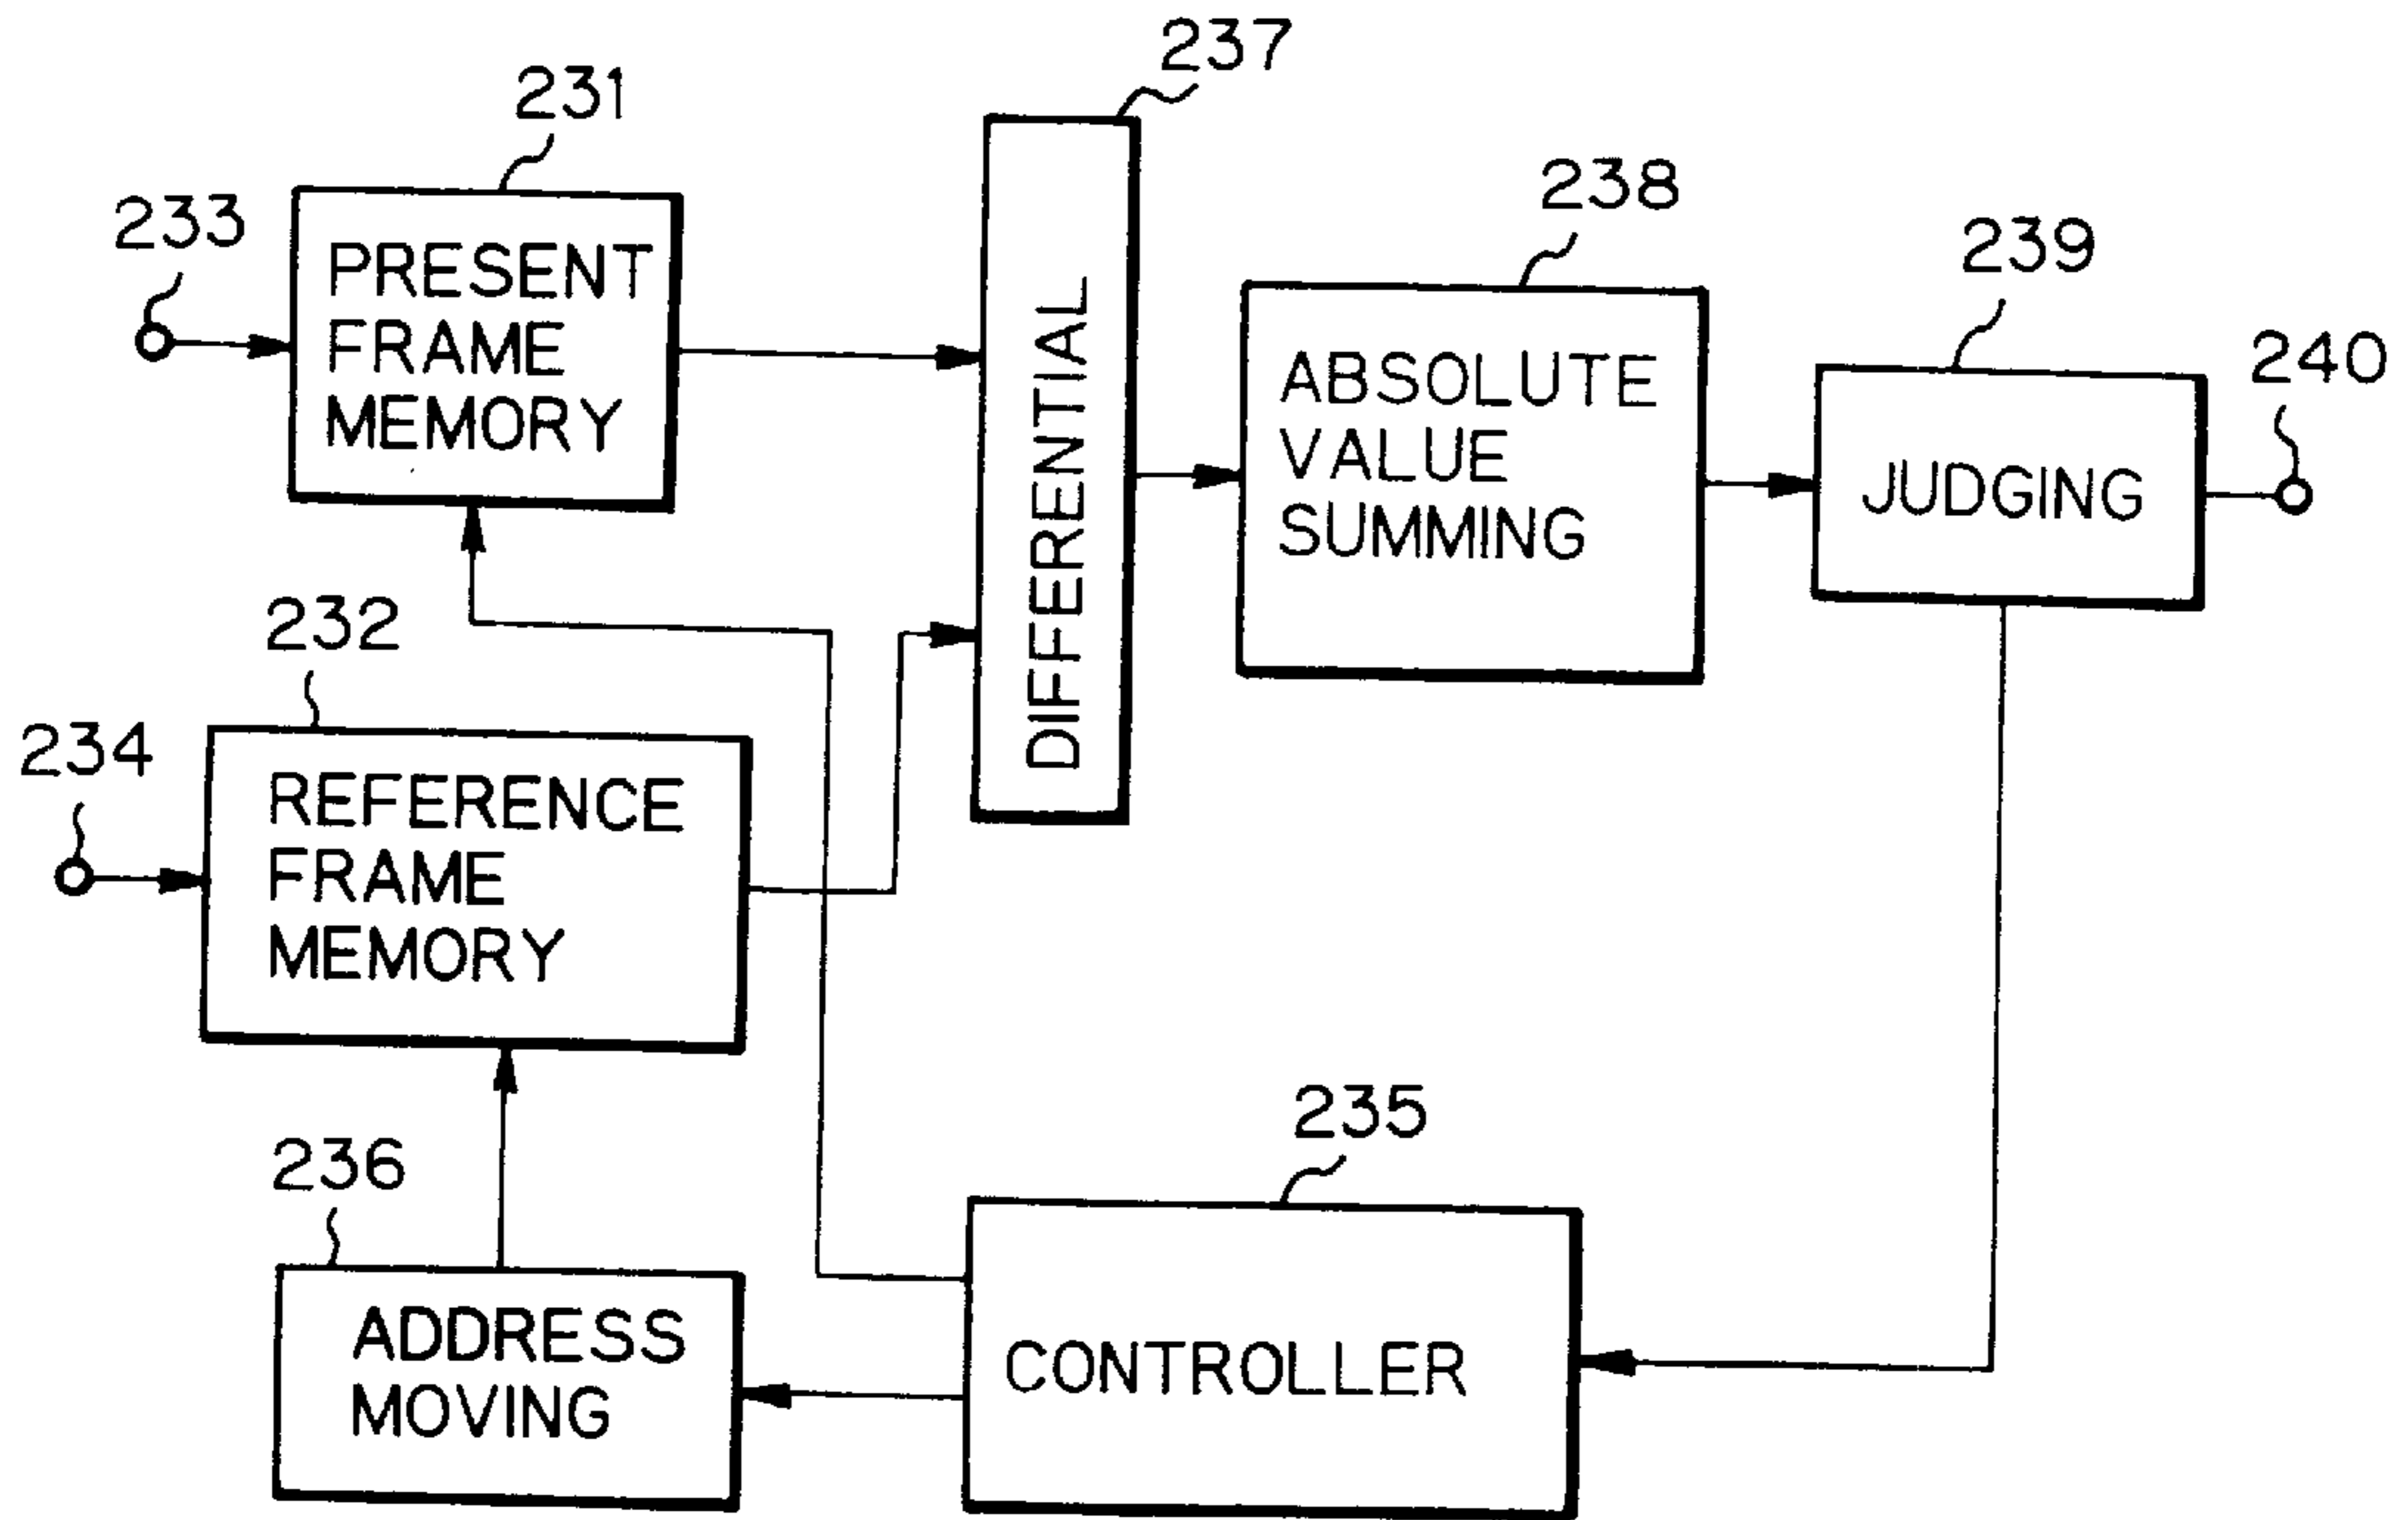 237
231
238
233
239
PRESENT
FRAME
MEMORY
240
DIFFERENTIAL
ABSOLUTE
VALUE
SUMMING
JUDGING
232
234
REFERENCE
FRAME
MEMORY
235
236
ADDRESS
MOVING
CONTROLLER